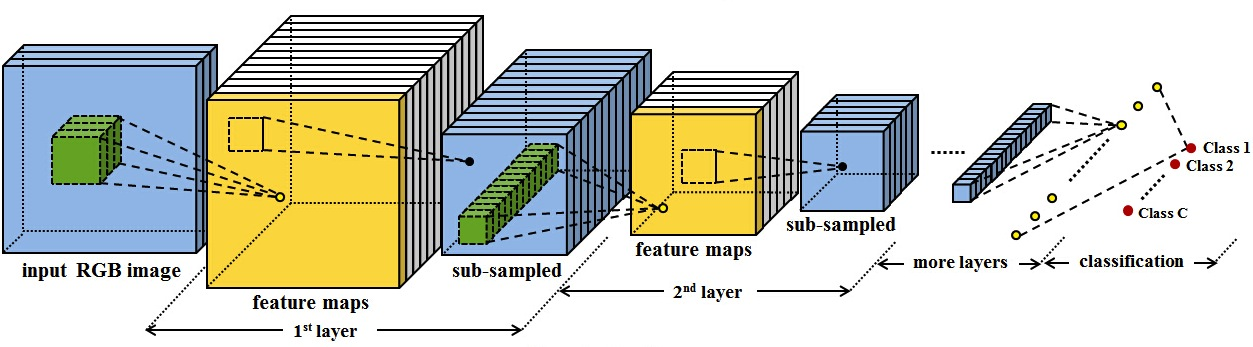 input RGB image
feature maps
sub-sampled
feature maps
sub-sampled
1st layer
2nd layer
more layers
classification
Class 1
Class 2
Class C